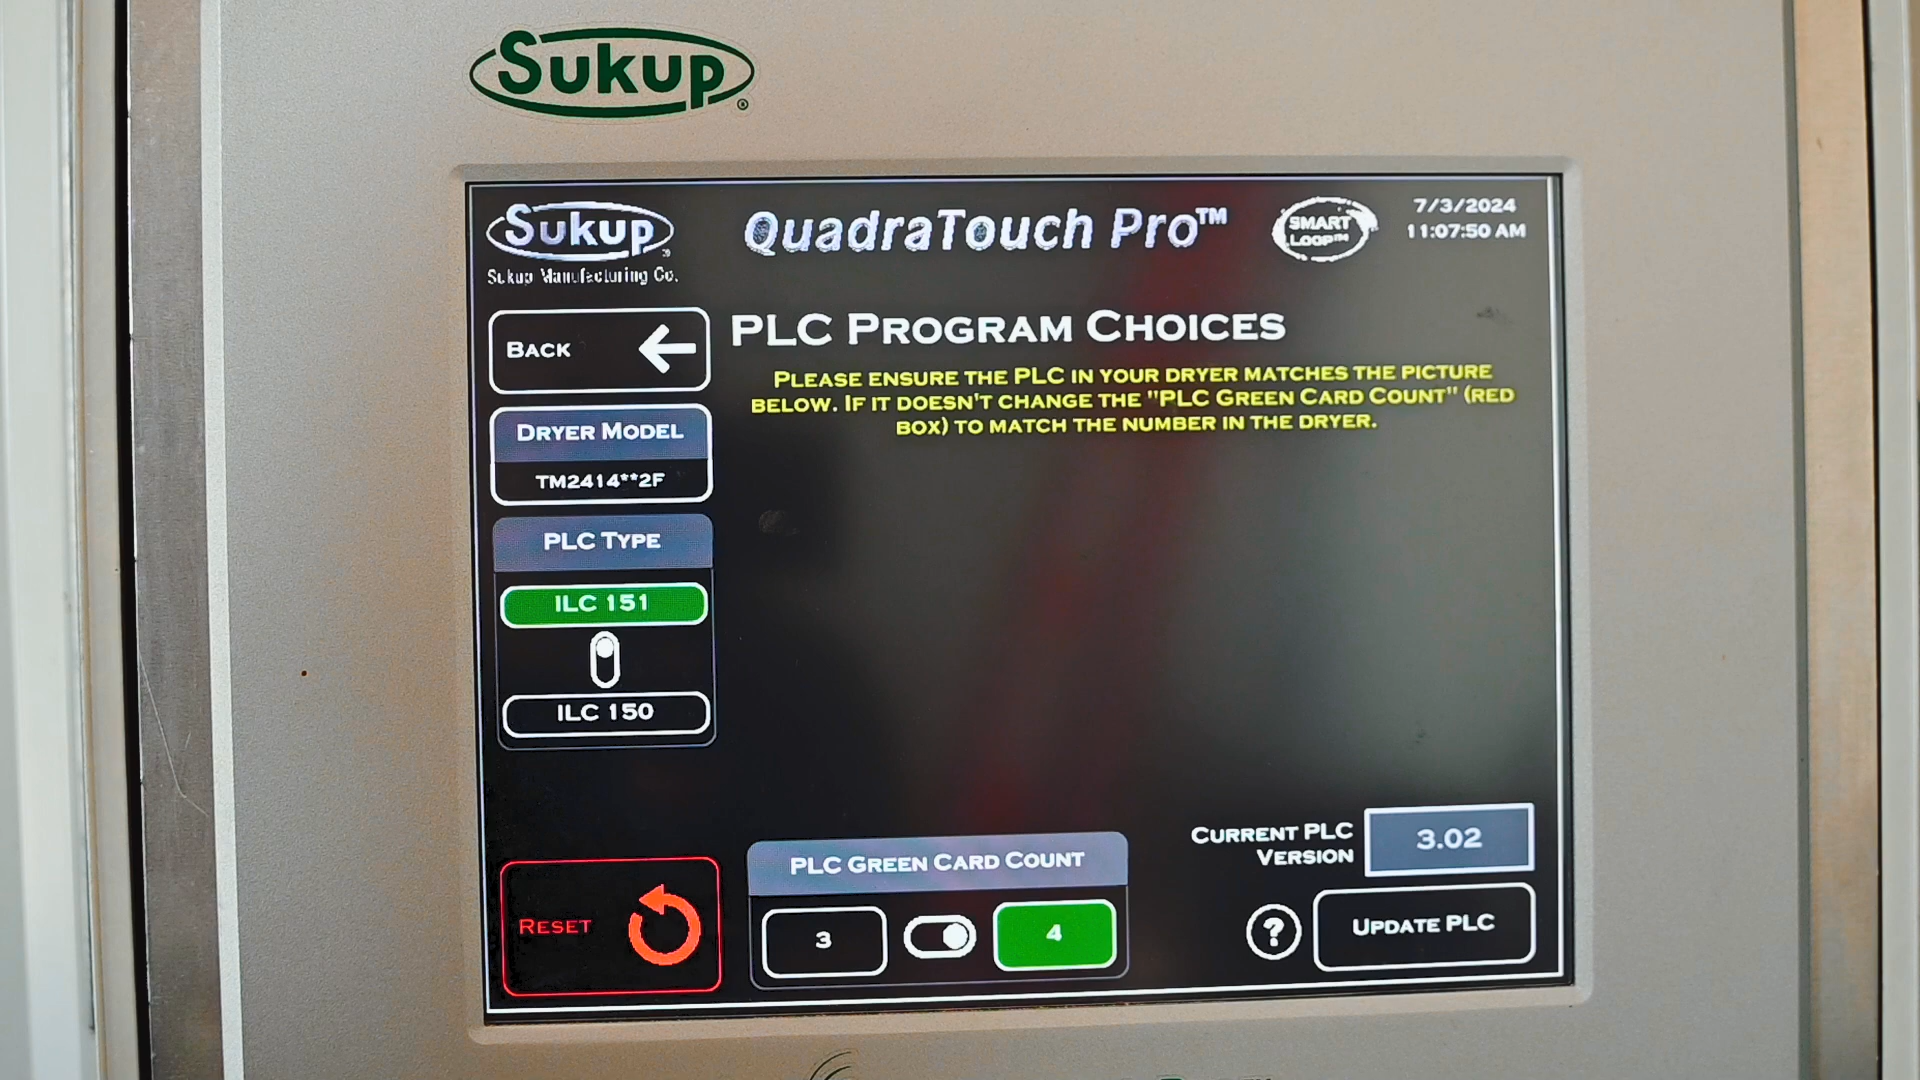 Sukup®
Sukup®
Sukup Manufacturing Co.
QuadraTouch Pro™
SMART
LOOP™
7/3/2024
11:07:50 AM
BACK
PLC PROGRAM CHOICES
PLEASE ENSURE THE PLC IN YOUR DRYER MATCHES THE PICTURE
BELOW. IF IT DOESN'T CHANGE THE "PLC GREEN CARD COUNT" (RED
BOX) TO MATCH THE NUMBER IN THE DRYER.
DRYER MODEL
TM2414**2F
PLC TYPE
ILC 151
ILC 150
RESET
PLC GREEN CARD COUNT
3
4
CURRENT PLC
VERSION
3.02
?
UPDATE PLC